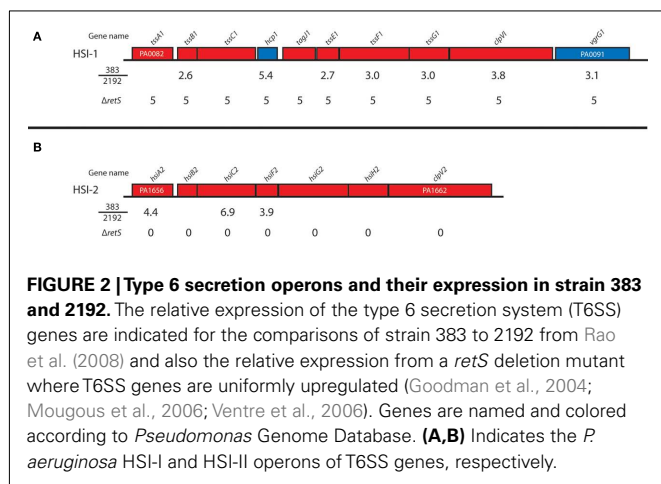 A
Gene name
tssA1 tssB1 tssC1 hcp1 tagJ1 tssE1 tssF1 tssG1 clpVI vgrG1
HSI-1
PA0082 PA0091
383
2192
2.6 5.4 2.7 3.0 3.0 3.8 3.1
ΔretS 5 5 5 5 5 5 5 5 5 5
B
Gene name
hsiA2 hsiB2 hsiC2 hsiF2 hsiG2 hsiH2 clpV2
HSI-2
PA1656 PA1662
383
2192
4.4 6.9 3.9
ΔretS 0 0 0 0 0 0 0
FIGURE 2 | Type 6 secretion operons and their expression in strain 383
and 2192. The relative expression of the type 6 secretion system (T6SS)
genes are indicated for the comparisons of strain 383 to 2192 from Rao
et al. (2008) and also the relative expression from a retS deletion mutant
where T6SS genes are uniformly upregulated (Goodman et al., 2004;
Mougous et al., 2006; Ventre et al., 2006). Genes are named and colored
according to Pseudomonas Genome Database. (A,B) Indicates the P.
aeruginosa HSI-I and HSI-II operons of T6SS genes, respectively.